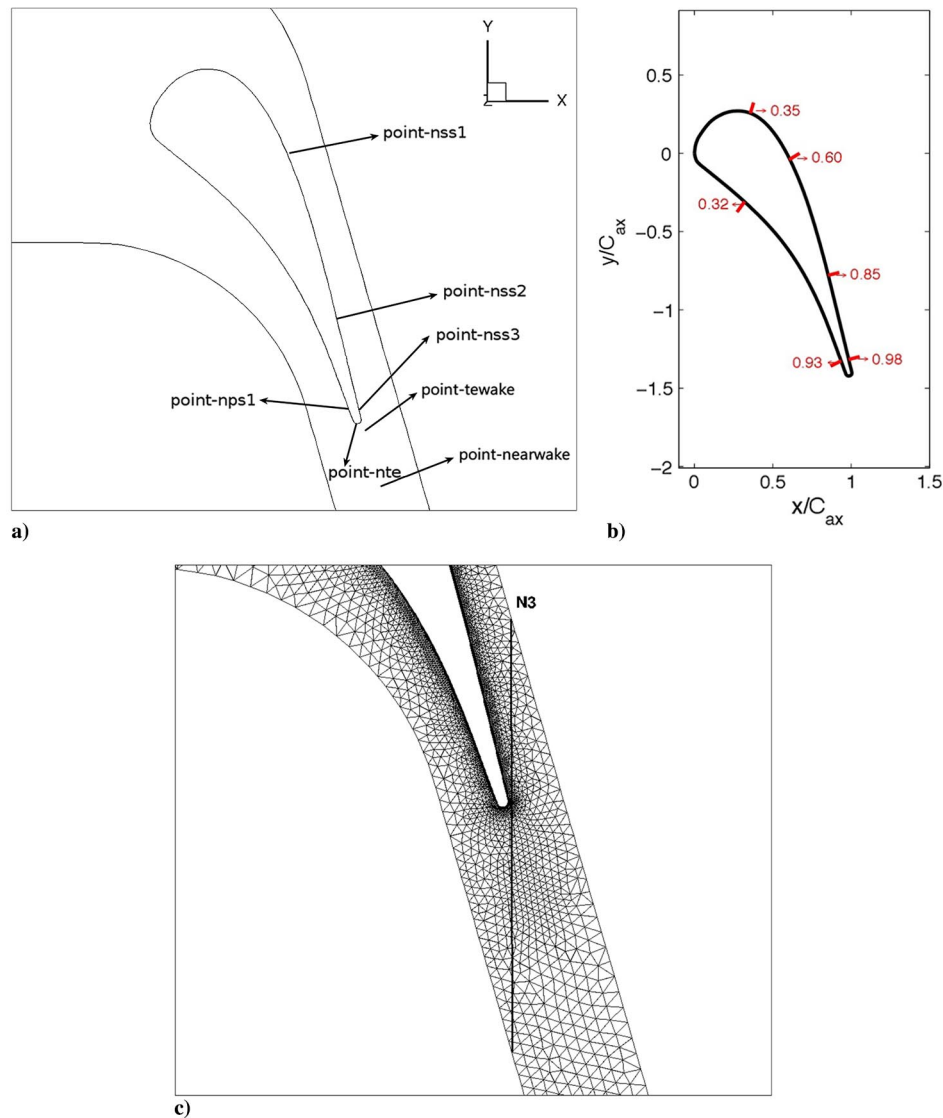 Y
Z X
point-nss1
point-nss2
point-nss3
point-tewake
point-nps1
point-nte
point-nearwake
a)
0.5
0
−0.5
−1
−1.5
−2
y/Cax
0 0.5 1 1.5
x/Cax
→0.35
→0.60
0.32←
→0.85
0.93← →0.98
b)
N3
c)